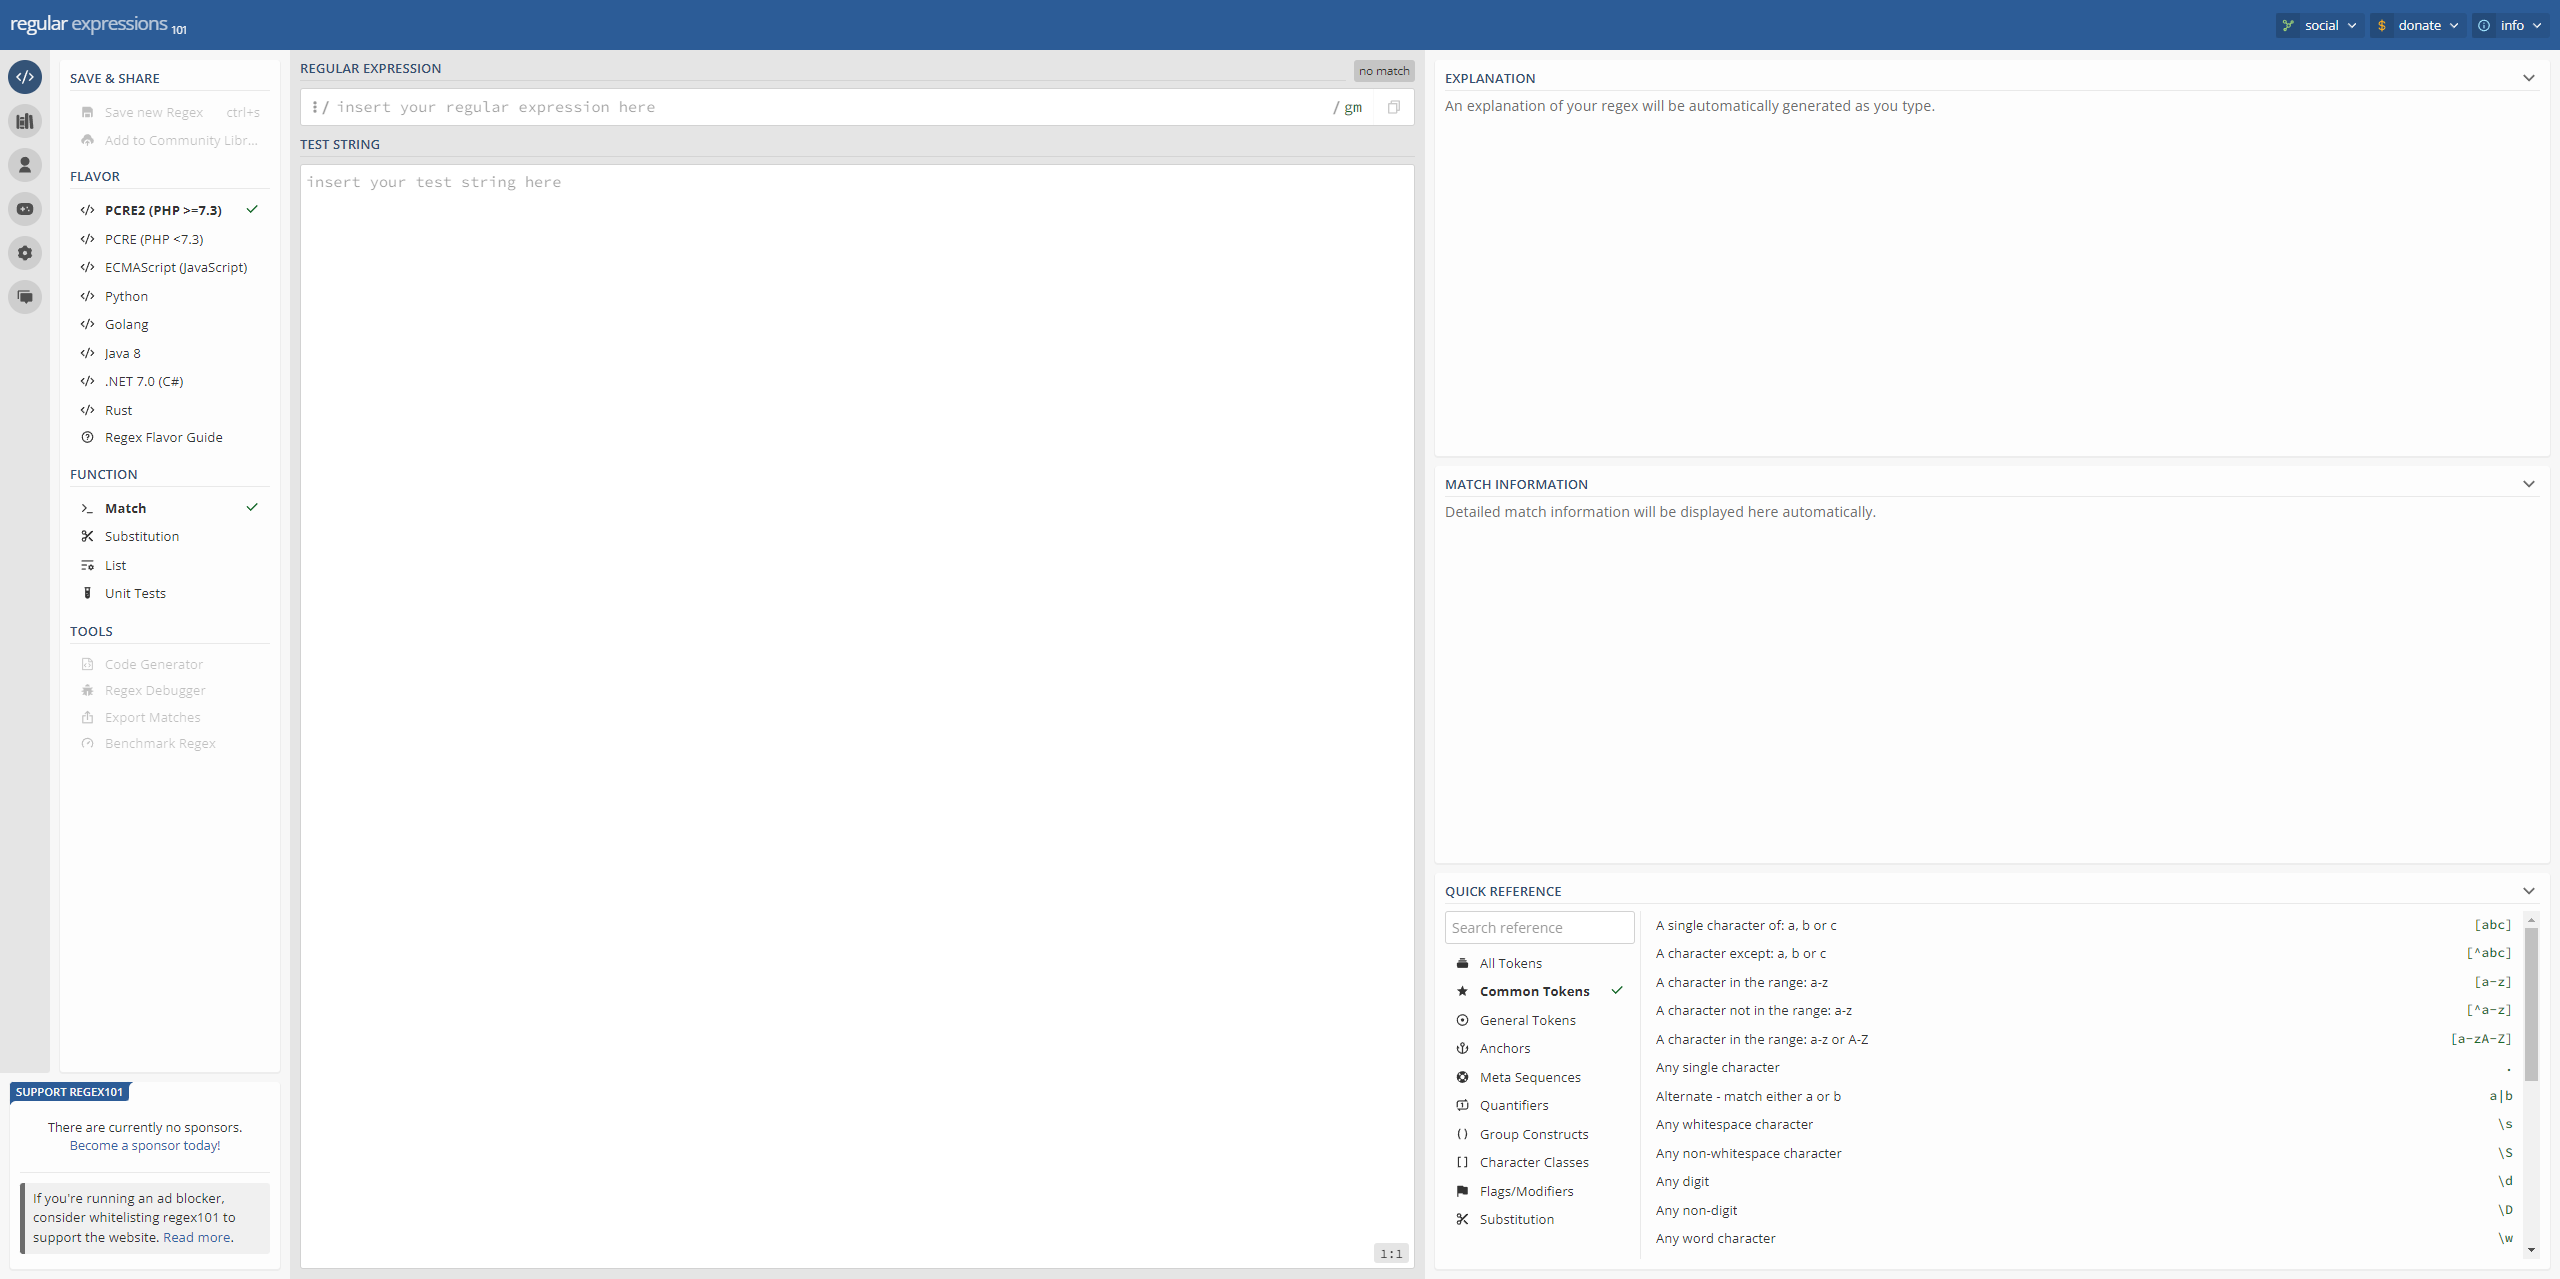 regular expressions 101
social
donate
info
SAVE & SHARE
Save new Regex ctrl+s
Add to Community Libr...
FLAVOR
</> PCRE2 (PHP >=7.3)
</> PCRE (PHP <7.3)
</> ECMAScript (JavaScript)
</> Python
</> Golang
</> Java 8
</> .NET 7.0 (C#)
</> Rust
Regex Flavor Guide
FUNCTION
Match
Substitution
List
Unit Tests
TOOLS
Code Generator
Regex Debugger
Export Matches
Benchmark Regex
SUPPORT REGEX101
There are currently no sponsors.
Become a sponsor today!
If you're running an ad blocker,
consider whitelisting regex101 to
support the website. Read more.
REGULAR EXPRESSION
no match
/ insert your regular expression here / gm
TEST STRING
insert your test string here
1:1
EXPLANATION
An explanation of your regex will be automatically generated as you type.
MATCH INFORMATION
Detailed match information will be displayed here automatically.
QUICK REFERENCE
Search reference
All Tokens
Common Tokens
General Tokens
Anchors
Meta Sequences
Quantifiers
Group Constructs
Character Classes
Flags/Modifiers
Substitution
A single character of: a, b or c [abc]
A character except: a, b or c [^abc]
A character in the range: a-z [a-z]
A character not in the range: a-z [^a-z]
A character in the range: a-z or A-Z [a-zA-Z]
Any single character .
Alternate - match either a or b a|b
Any whitespace character \s
Any non-whitespace character \S
Any digit \d
Any non-digit \D
Any word character \w